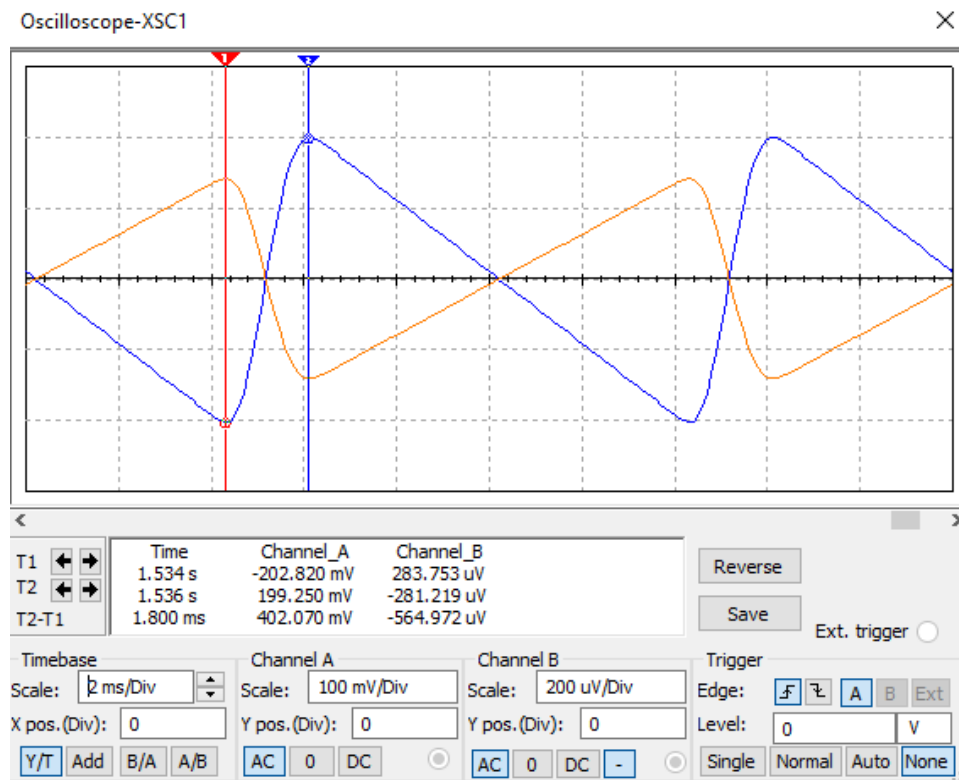 Oscilloscope-XSC1
1 2
T1
T2
T2-T1
Time Channel_A Channel_B
1.534 s -202.820 mV 283.753 uV
1.536 s 199.250 mV -281.219 uV
1.800 ms 402.070 mV -564.972 uV
Reverse
Save
Ext. trigger
Timebase
Scale: 2 ms/Div
X pos.(Div): 0
Y/T Add B/A A/B
Channel A
Scale: 100 mV/Div
Y pos.(Div): 0
AC 0 DC
Channel B
Scale: 200 uV/Div
Y pos.(Div): 0
AC 0 DC -
Trigger
Edge: A B Ext
Level: 0 V
Single Normal Auto None